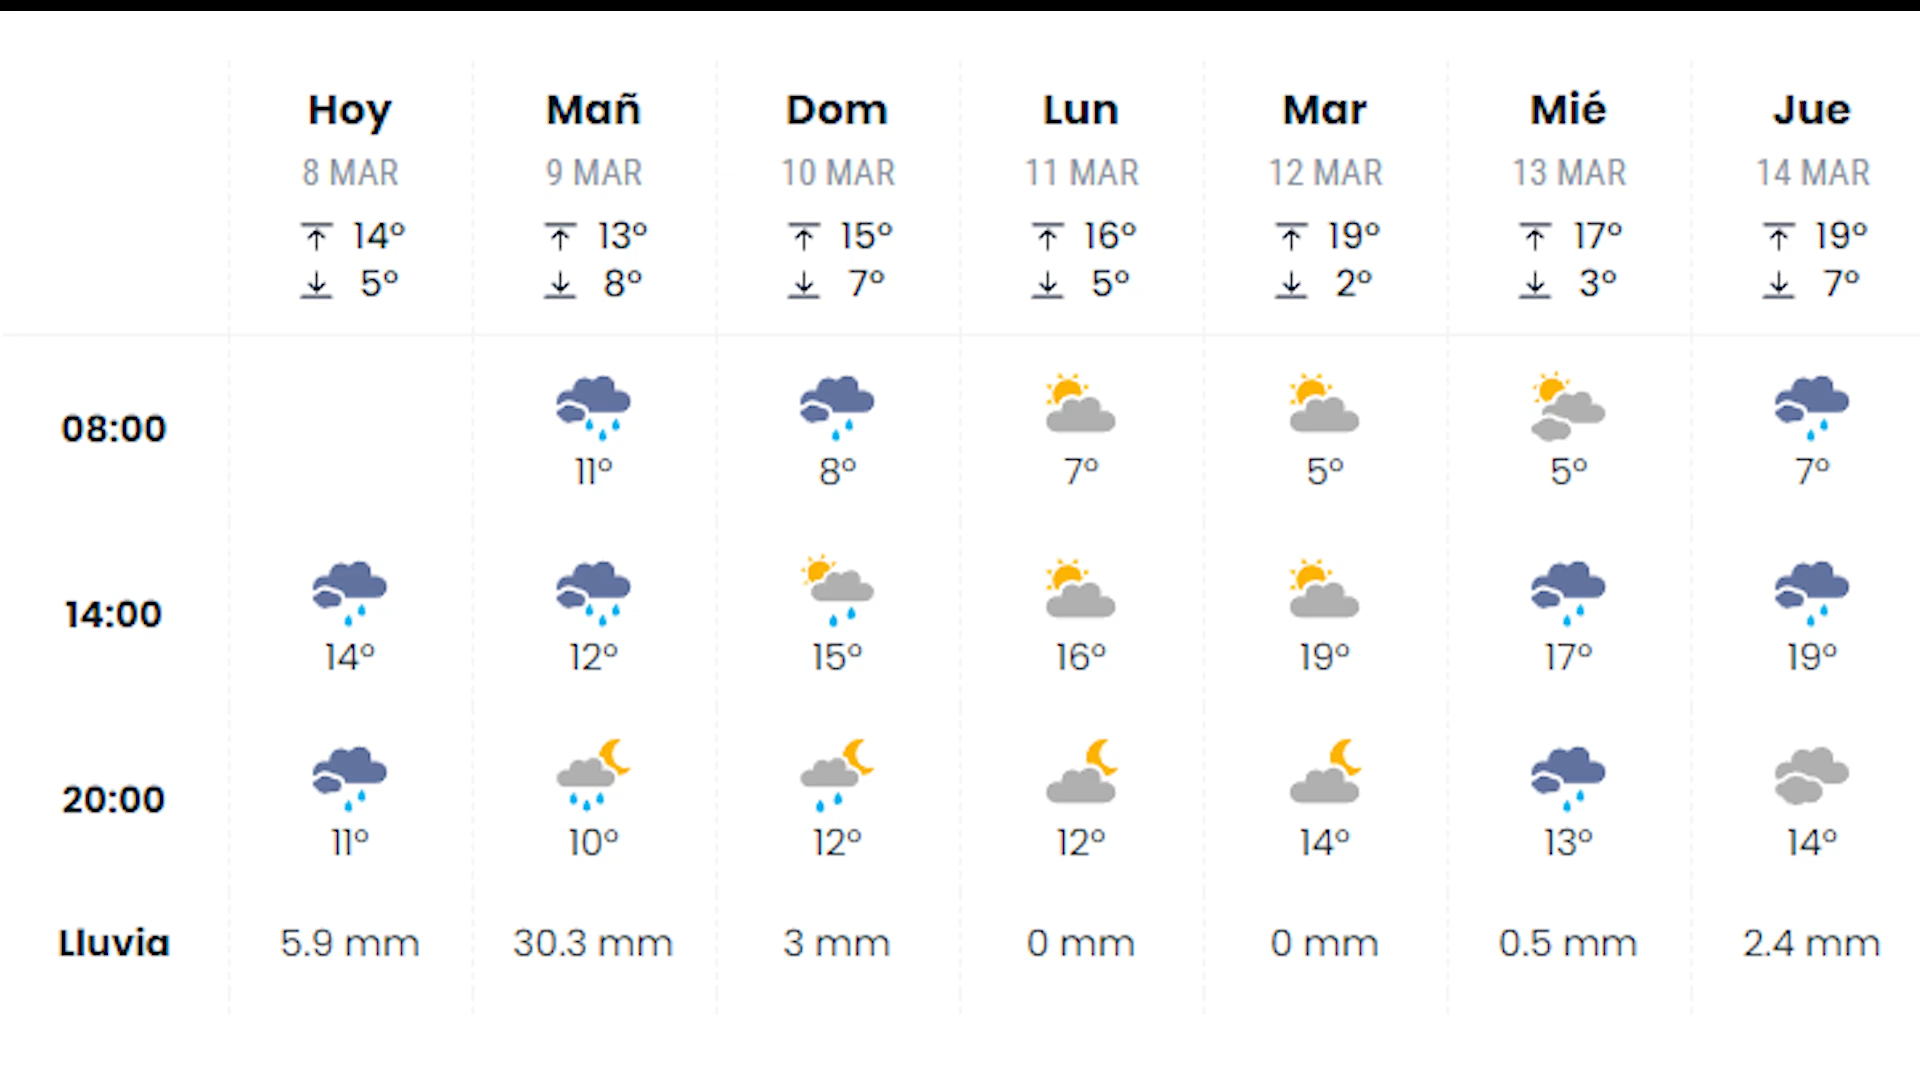 Hoy Mañ Dom Lun Mar Mié Jue
8 MAR 9 MAR 10 MAR 11 MAR 12 MAR 13 MAR 14 MAR
14° 13° 15° 16° 19° 17° 19°
5° 8° 7° 5° 2° 3° 7°
08:00
11° 8° 7° 5° 5° 7°
14:00
14° 12° 15° 16° 19° 17° 19°
20:00
11° 10° 12° 12° 14° 13° 14°
Lluvia 5.9 mm 30.3 mm 3 mm 0 mm 0 mm 0.5 mm 2.4 mm